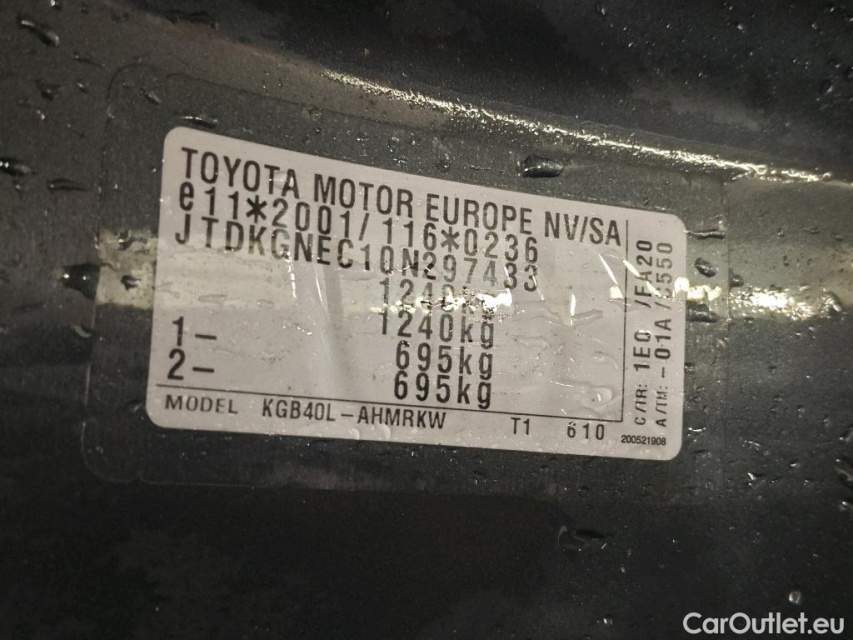 TOYOTA MOTOR EUROPE NV/SA
e11*2001/116*0236
JTDKGNEC10N297433
1240kg
1240kg
1- 695kg
2- 695kg
MODEL KGB40L-AHMRKW T1 610
C/TR: 1E0 /FA20
A/TM: -01A /C550
200521908
CarOutlet.eu